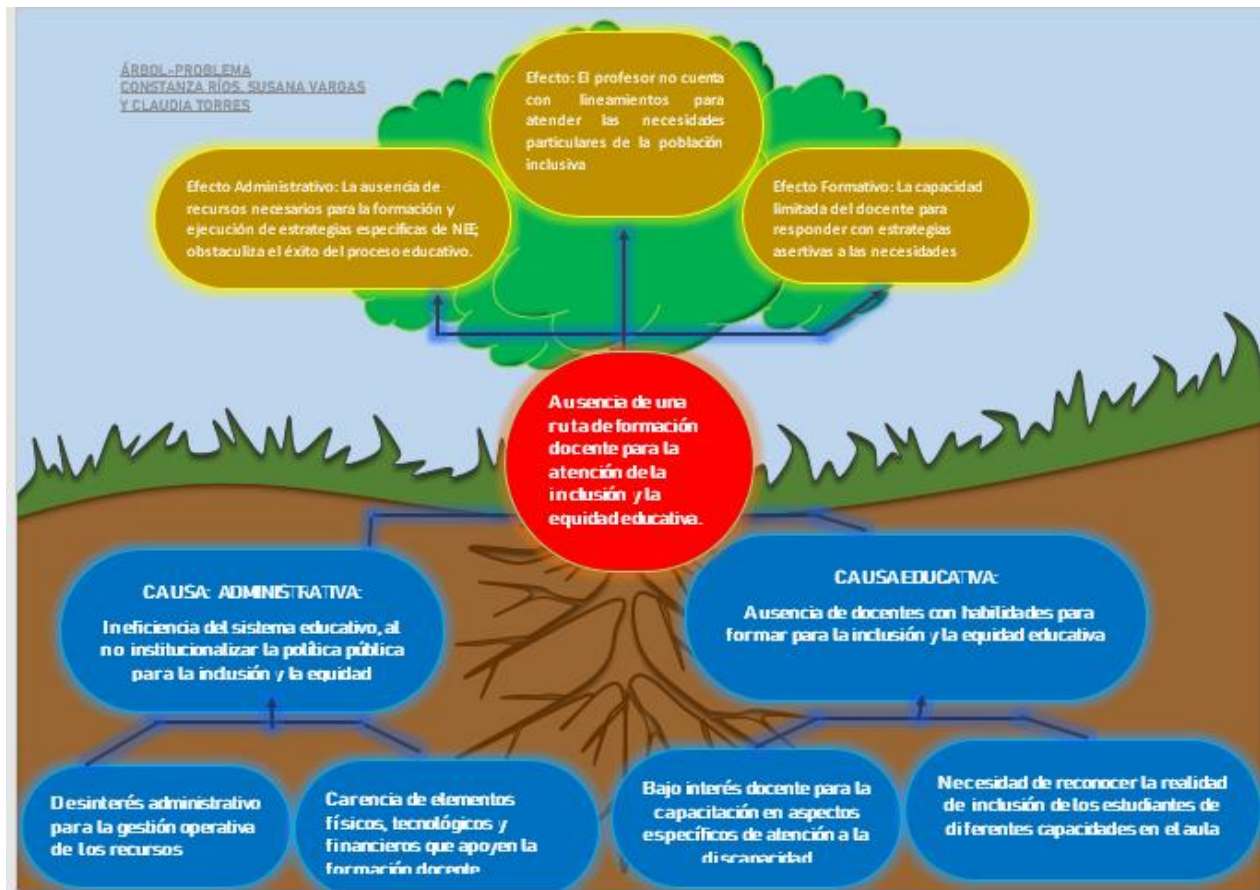 ÁRBOL-PROBLEMA
CONSTANZA RÍOS, SUSANA VARGAS
Y CLAUDIA TORRES
Efecto: El profesor no cuenta
con lineamientos para
atender las necesidades
particulares de la población
inclusiva
Efecto Administrativo: La ausencia de
recursos necesarios para la formación y
ejecución de estrategias específicas de NEE;
obstaculiza el éxito del proceso educativo.
Efecto Formativo: La capacidad
limitada del docente para
responder con estrategias
asertivas a las necesidades
Ausencia de una
ruta de formación
docente para la
atención de la
inclusión y la
equidad educativa.
CAUSA: ADMINISTRATIVA:
Ineficiencia del sistema educativo, al
no institucionalizar la política pública
para la inclusión y la equidad
CAUSA EDUCATIVA:
Ausencia de docentes con habilidades para
formar para la inclusión y la equidad educativa
Desinterés administrativo
para la gestión operativa
de los recursos
Carencia de elementos
físicos, tecnológicos y
financieros que apoyen la
formación docente
Bajo interés docente para la
capacitación en aspectos
específicos de atención a la
discapacidad
Necesidad de reconocer la realidad
de inclusión de los estudiantes de
diferentes capacidades en el aula